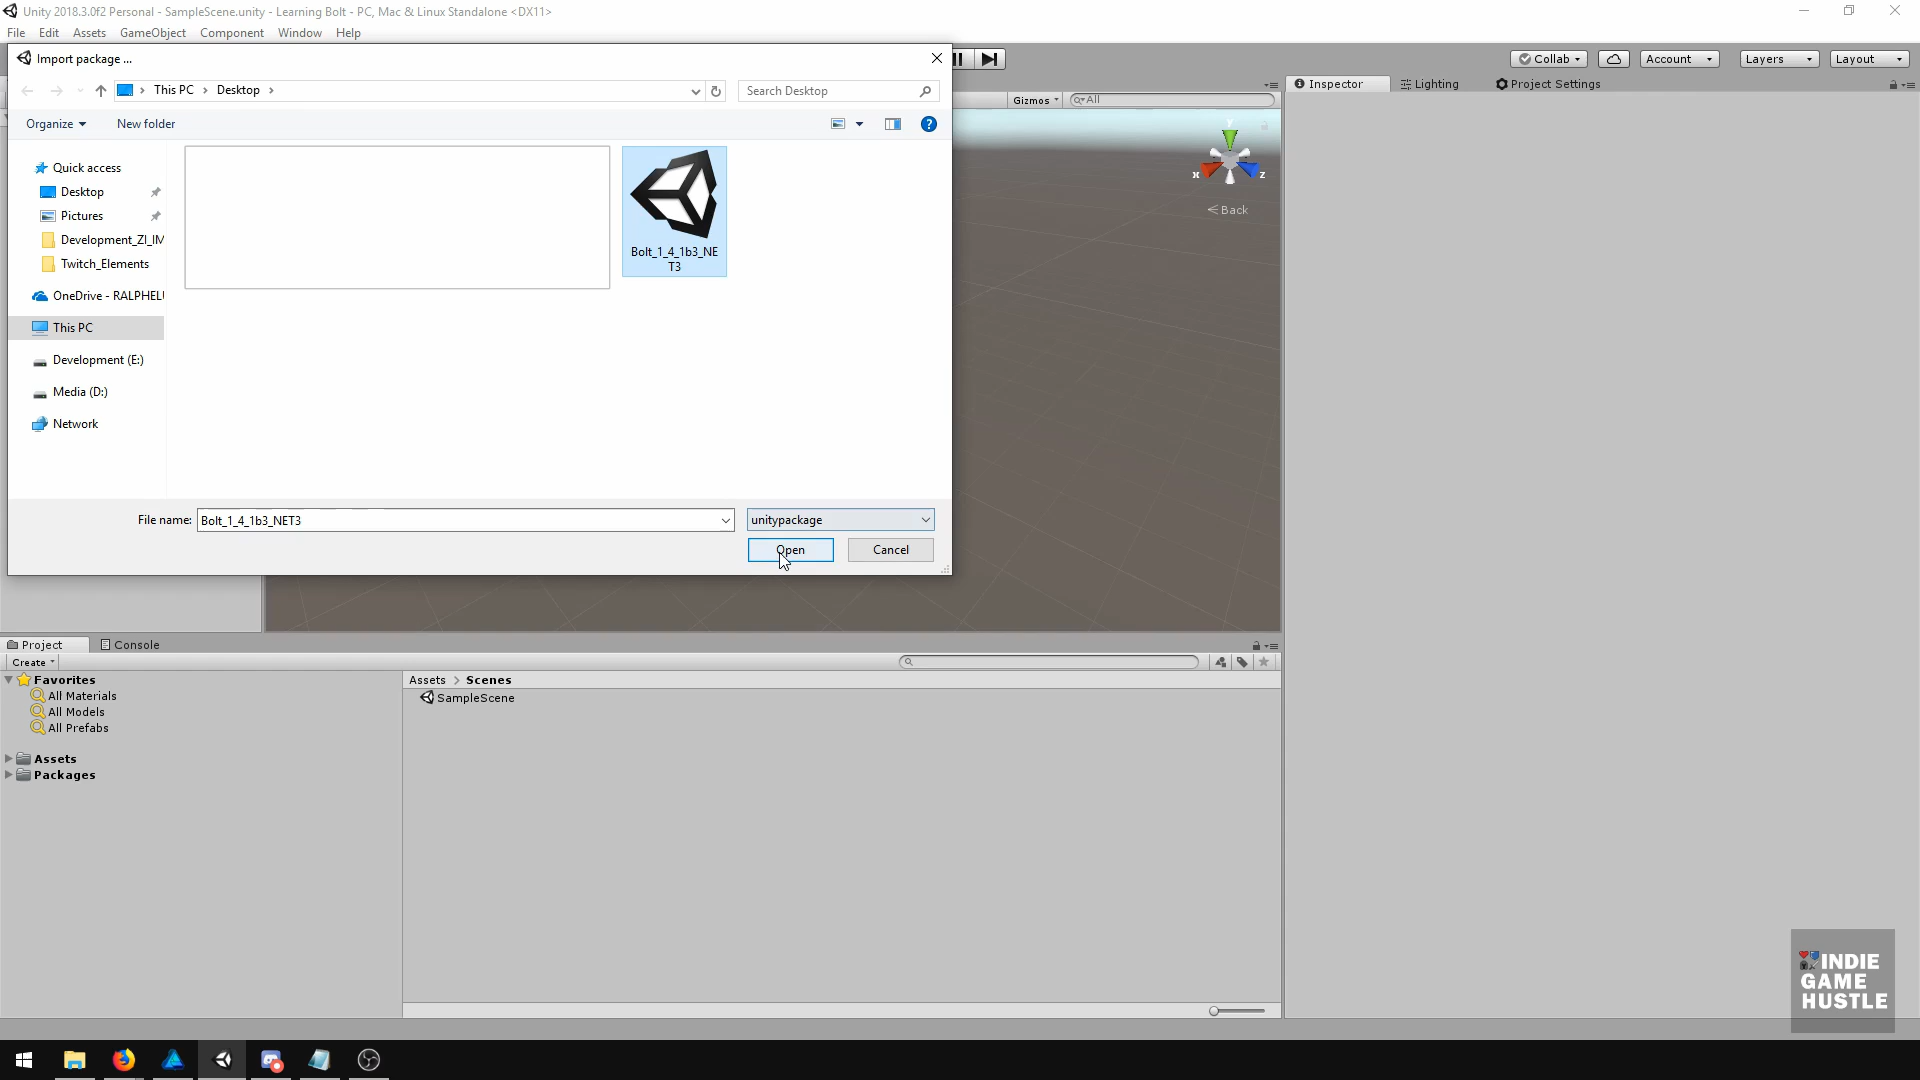 Unity 2018.3.0f2 Personal - SampleScene.unity - Learning Bolt - PC, Mac & Linux Standalone <DX11>
File Edit Assets GameObject Component Window Help
Import package ...
Collab Account Layers Layout
This PC Desktop
Search Desktop
Inspector Lighting Project Settings
Gizmos All
Organize New folder
y
x z
Back
Quick access
Desktop
Pictures
Development_ZI_IM
Twitch_Elements
OneDrive - RALPHEL
This PC
Development (E:)
Media (D:)
Network
Bolt_1_4_1b3_NE
T3
File name: Bolt_1_4_1b3_NET3 unitypackage
Open Cancel
Project Console
Create
Favorites
All Materials
All Models
All Prefabs
Assets
Packages
Assets > Scenes
SampleScene
INDIE
GAME
HUSTLE